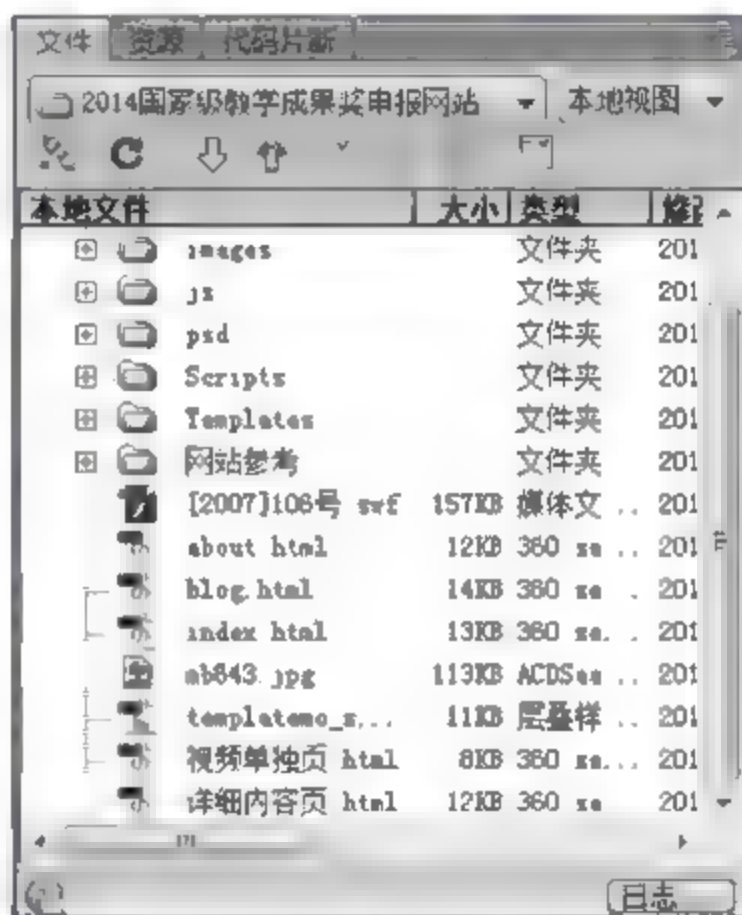 文件 资源 代码片断
2014国家级教学成果奖申报网站 本地视图
本地文件 大小 类型 修改
images 文件夹 201
js 文件夹 201
psd 文件夹 201
Scripts 文件夹 201
Templates 文件夹 201
网站参考 文件夹 201
[2007]106号 swf 157KB 媒体文 .. 201
about html 12KB 360 se .. 201
blog.html 14KB 360 se . 201
index html 13KB 360 se. . 201
mb643 jpg 113KB ACDSee .. 201
templatemo_s... 11KB 层叠样 .. 201
视频单独页 html 8KB 360 se... 201
详细内容页 html 12KB 360 se 201
日志